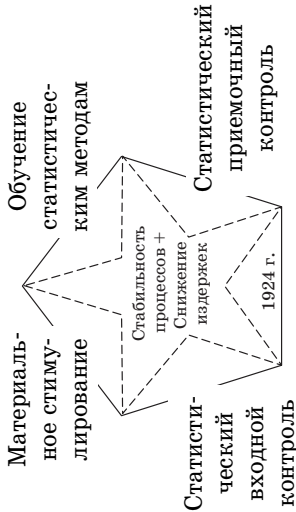 Материаль-
ное стиму-
лирование
Обучение
статистичес-
ким методам
Стабильность
процессов +
Снижение
издержек
1924 г.
Статисти-
ческий
входной
контроль
Статистический
приемочный
контроль